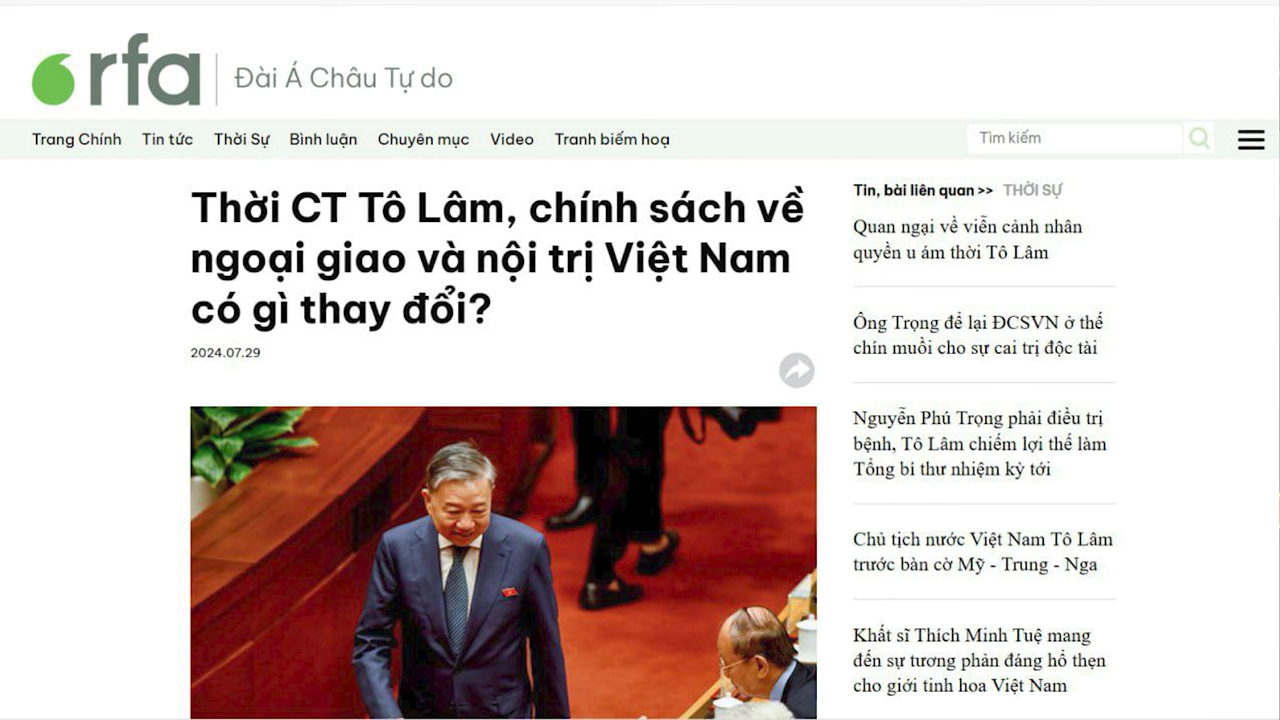 rfa
Đài Á Châu Tự do
Trang Chính Tin tức Thời Sự Bình luận Chuyên mục Video Tranh biếm hoạ
Tìm kiếm
Thời CT Tô Lâm, chính sách về
ngoại giao và nội trị Việt Nam
có gì thay đổi?
2024.07.29
Tin, bài liên quan >> THỜI SỰ
Quan ngại về viễn cảnh nhân
quyền u ám thời Tô Lâm
Ông Trọng để lại ĐCSVN ở thế
chín muồi cho sự cai trị độc tài
Nguyễn Phú Trọng phải điều trị
bệnh, Tô Lâm chiếm lợi thế làm
Tổng bí thư nhiệm kỳ tới
Chủ tịch nước Việt Nam Tô Lâm
trước bàn cờ Mỹ - Trung - Nga
Khất sĩ Thích Minh Tuệ mang
đến sự tương phản đáng hổ thẹn
cho giới tinh hoa Việt Nam